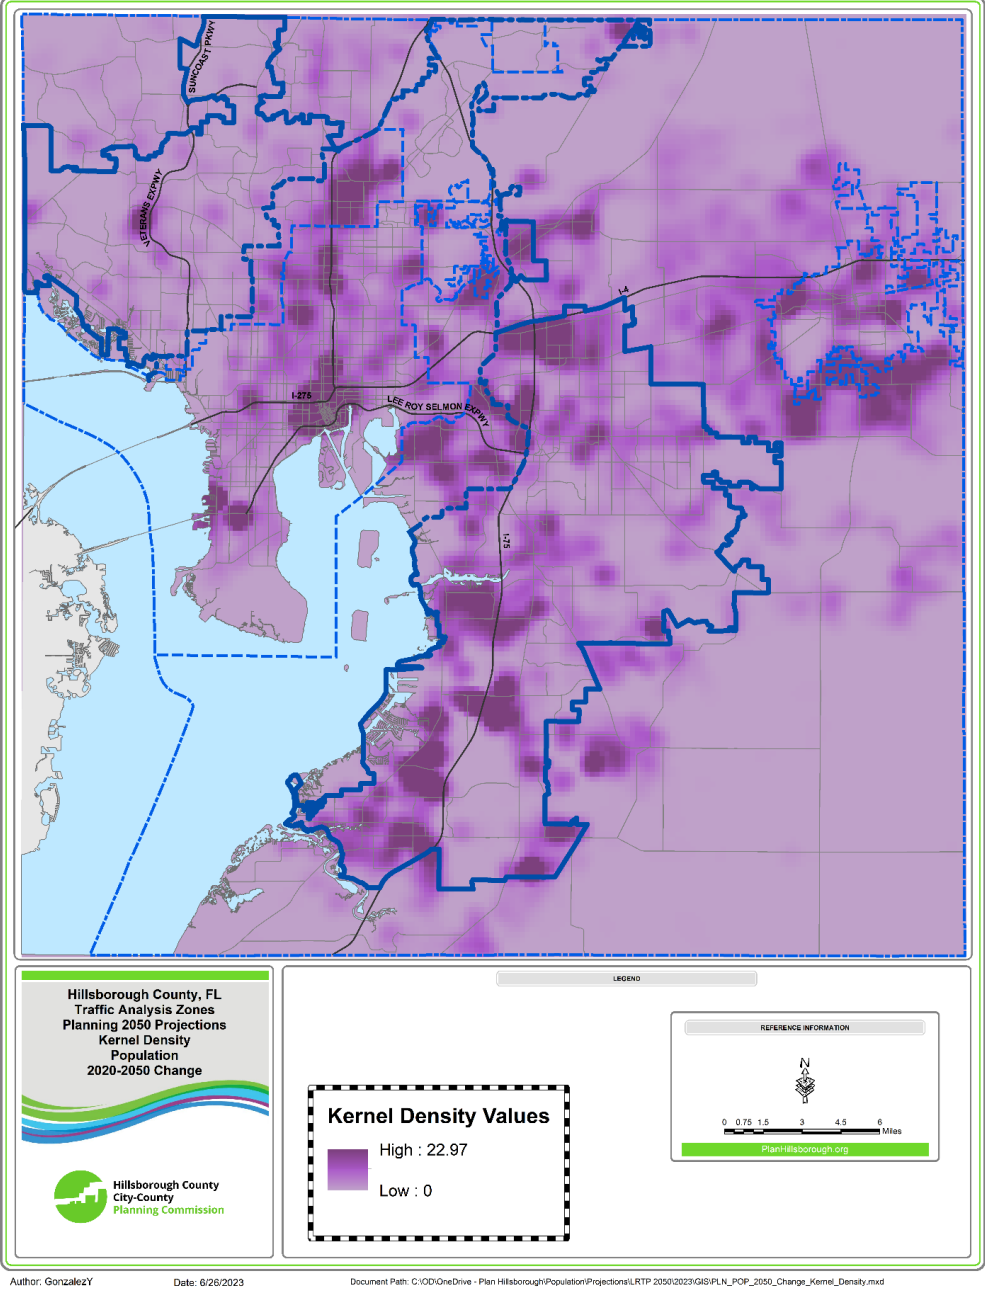 SUNCOAST PKWY
VETERANS EXPWY
I-4
I-275
LEE ROY SELMON EXPWY
I-75
Hillsborough County, FL
Traffic Analysis Zones
Planning 2050 Projections
Kernel Density
Population
2020-2050 Change
Hillsborough County
City-County
Planning Commission
LEGEND
Kernel Density Values
High : 22.97
Low : 0
REFERENCE INFORMATION
N
0 0.75 1.5 3 4.5 6
Miles
PlanHillsborough.org
Author: GonzalezY
Date: 6/26/2023
Document Path: C:\OD\OneDrive - Plan Hillsborough\Population\Projections\LRTP 2050\2023\GIS\PLN_POP_2050_Change_Kernel_Density.mxd